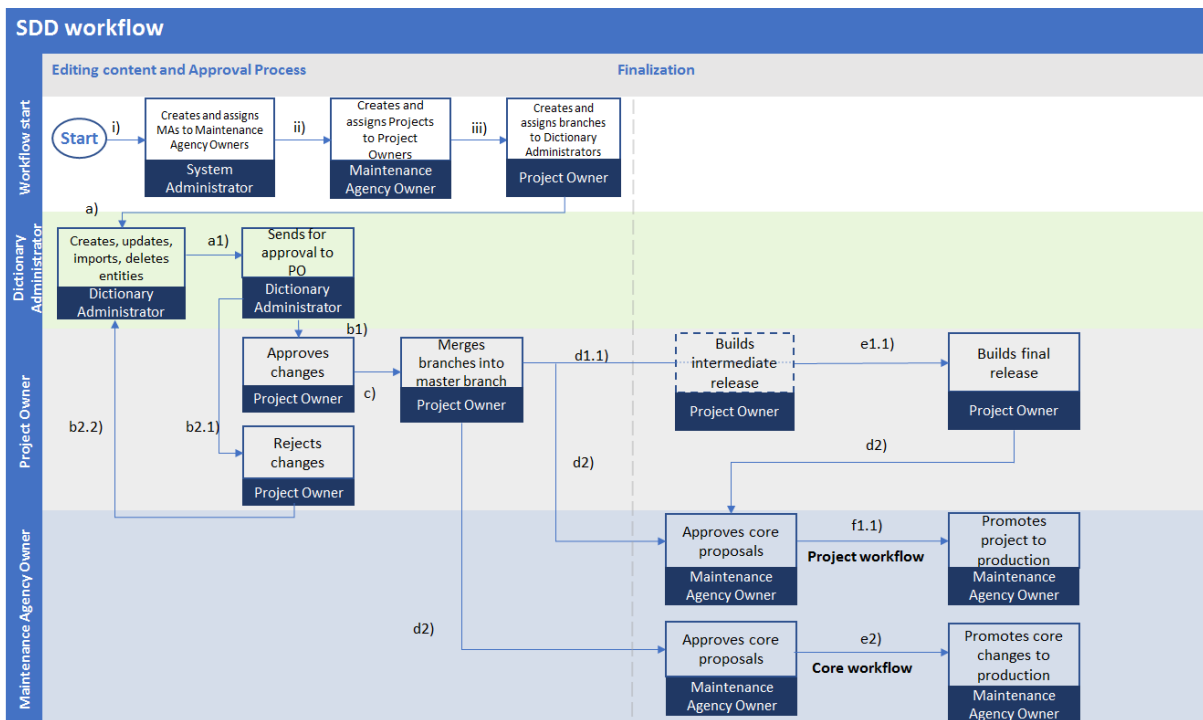 SDD workflow
Editing content and Approval Process
Finalization
Workflow start
Start
i)
Creates and assigns
MAs to Maintenance
Agency Owners
System
Administrator
ii)
Creates and
assigns Projects
to Project
Owners
Maintenance
Agency Owner
iii)
Creates and
assigns branches
to Dictionary
Administrators
Project Owner
a)
Dictionary
Administrator
Creates, updates,
imports, deletes
entities
Dictionary
Administrator
a1)
Sends for
approval to
PO
Dictionary
Administrator
Project Owner
b1)
Approves
changes
Project Owner
c)
Merges
branches into
master branch
Project Owner
d1.1)
Builds
intermediate
release
Project Owner
e1.1)
Builds final
release
Project Owner
b2.2)
b2.1)
Rejects
changes
Project Owner
d2)
d2)
Maintenance Agency Owner
Approves core
proposals
Maintenance
Agency Owner
f1.1)
Project workflow
Promotes
project to
production
Maintenance
Agency Owner
d2)
Approves core
proposals
Maintenance
Agency Owner
e2)
Core workflow
Promotes core
changes to
production
Maintenance
Agency Owner